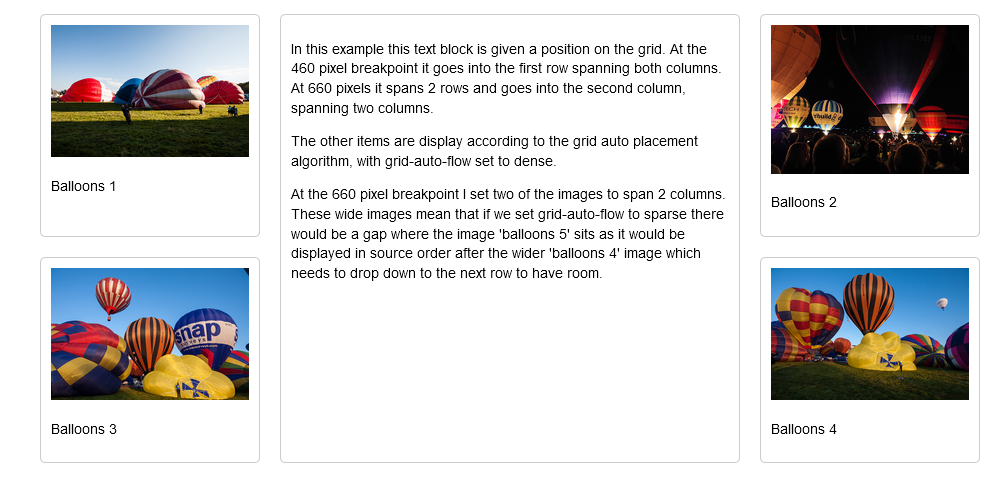 Balloons 1
In this example this text block is given a position on the grid. At the
460 pixel breakpoint it goes into the first row spanning both columns.
At 660 pixels it spans 2 rows and goes into the second column,
spanning two columns.
The other items are display according to the grid auto placement
algorithm, with grid-auto-flow set to dense.
At the 660 pixel breakpoint I set two of the images to span 2 columns.
These wide images mean that if we set grid-auto-flow to sparse there
would be a gap where the image 'balloons 5' sits as it would be
displayed in source order after the wider 'balloons 4' image which
needs to drop down to the next row to have room.
Balloons 2
snap
Balloons 3
Balloons 4